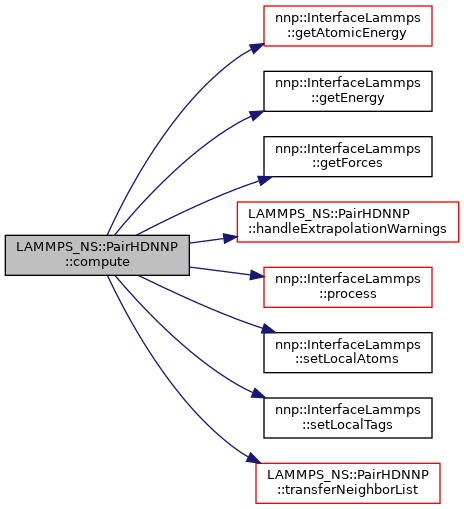 LAMMPS_NS::PairHDNNP
::compute
nnp::InterfaceLammps
::getAtomicEnergy
nnp::InterfaceLammps
::getEnergy
nnp::InterfaceLammps
::getForces
LAMMPS_NS::PairHDNNP
::handleExtrapolationWarnings
nnp::InterfaceLammps
::process
nnp::InterfaceLammps
::setLocalAtoms
nnp::InterfaceLammps
::setLocalTags
LAMMPS_NS::PairHDNNP
::transferNeighborList